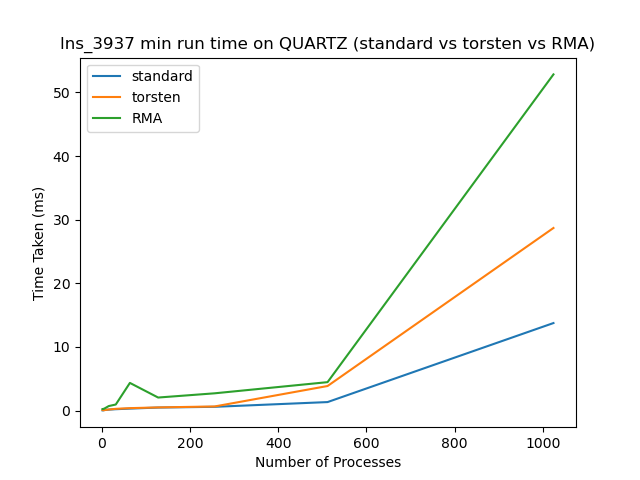 lns_3937 min run time on QUARTZ (standard vs torsten vs RMA)
standard
torsten
RMA
Time Taken (ms)
50
40
30
20
10
0
0 200 400 600 800 1000
Number of Processes